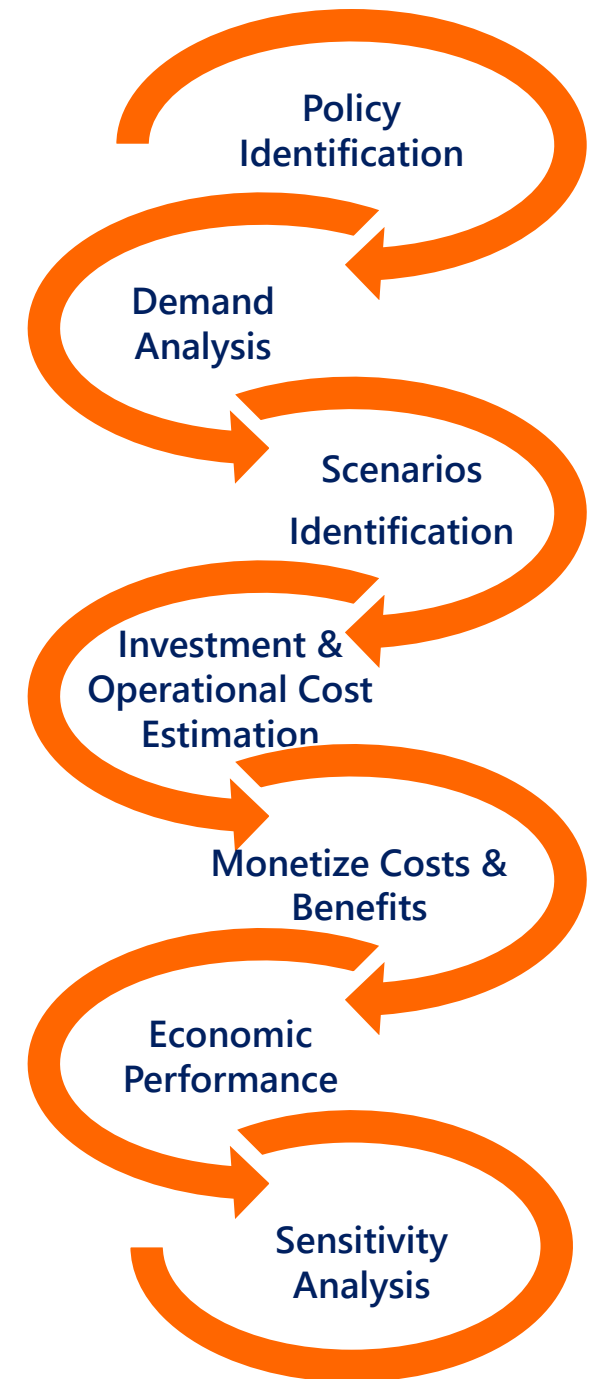 Policy
Identification
Demand
Analysis
Scenarios
Identification
Investment &
Operational Cost
Estimation
Monetize Costs &
Benefits
Economic
Performance
Sensitivity
Analysis